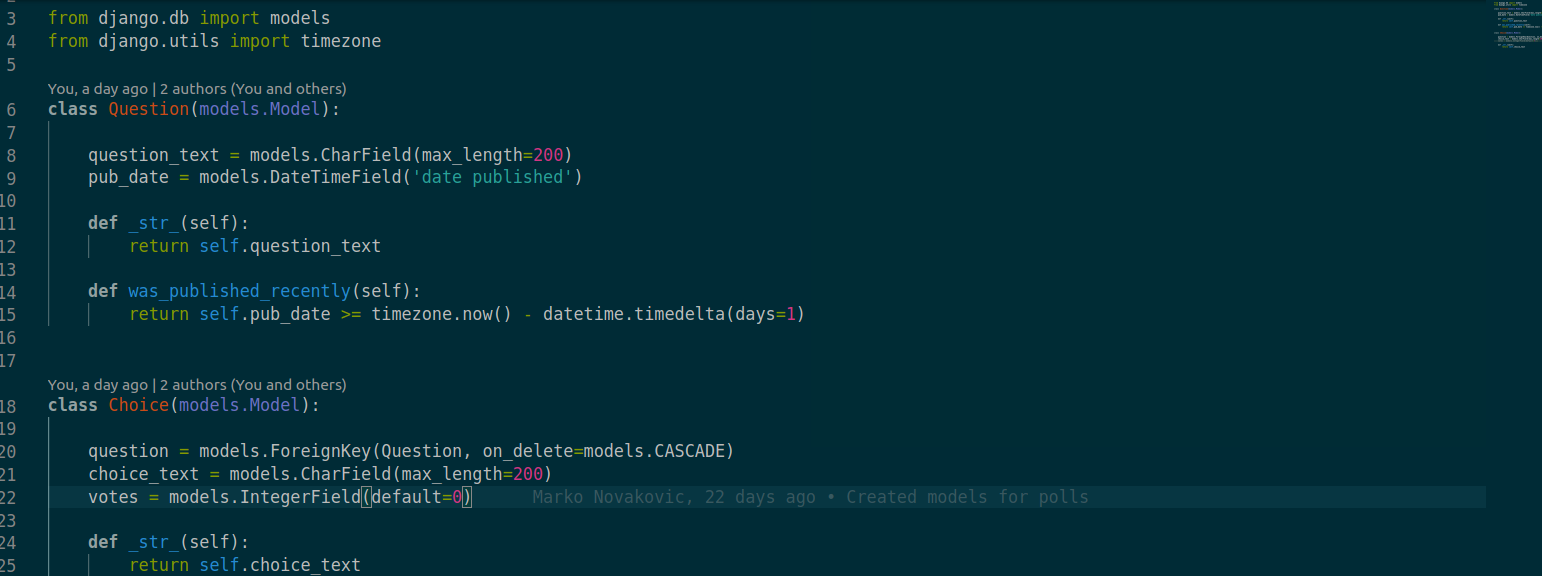 3 from django.db import models
4 from django.utils import timezone
5
You, a day ago | 2 authors (You and others)
6 class Question(models.Model):
7
8 question_text = models.CharField(max_length=200)
9 pub_date = models.DateTimeField('date published')
10
11 def _str_(self):
12 return self.question_text
13
14 def was_published_recently(self):
15 return self.pub_date >= timezone.now() - datetime.timedelta(days=1)
16
17
You, a day ago | 2 authors (You and others)
18 class Choice(models.Model):
19
20 question = models.ForeignKey(Question, on_delete=models.CASCADE)
21 choice_text = models.CharField(max_length=200)
22 votes = models.IntegerField(default=0) Marko Novakovic, 22 days ago • Created models for polls
23
24 def _str_(self):
25 return self.choice_text